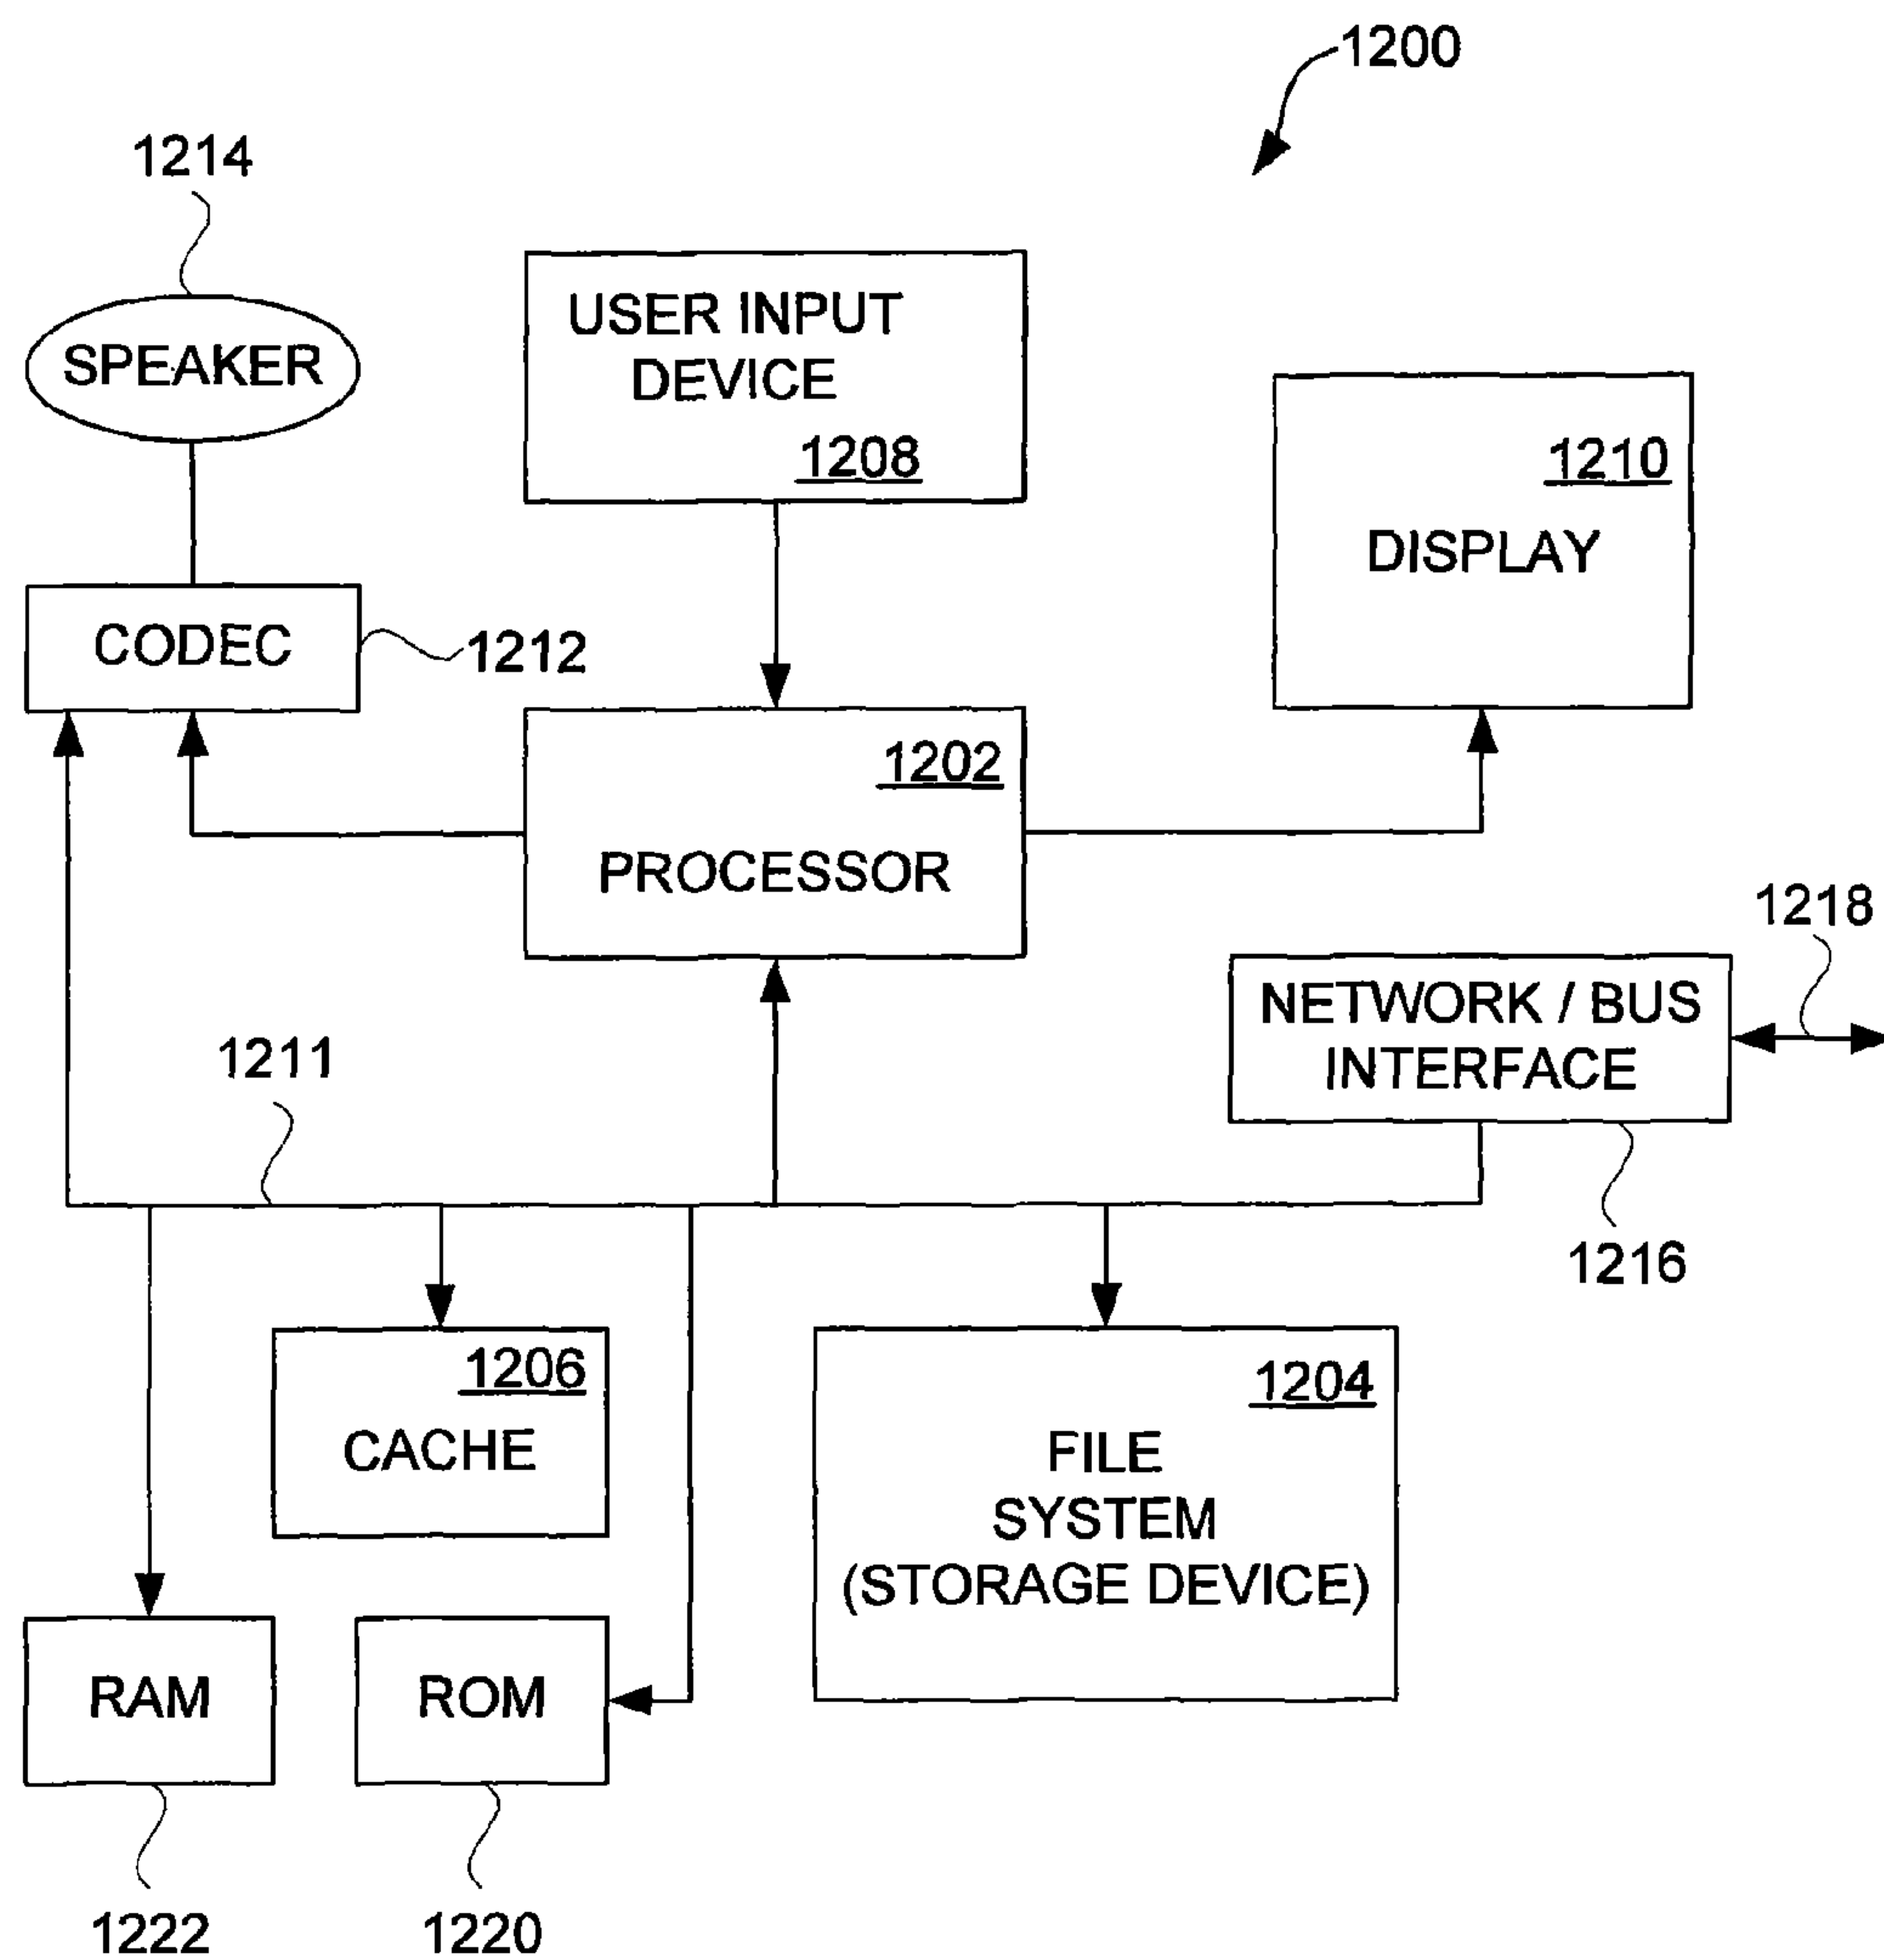 1200
1214
SPEAKER
USER INPUT
DEVICE
1208
1210
DISPLAY
CODEC
1212
1202
PROCESSOR
1218
NETWORK / BUS
INTERFACE
1211
1216
1206
CACHE
1204
FILE
SYSTEM
(STORAGE DEVICE)
RAM
ROM
1222
1220